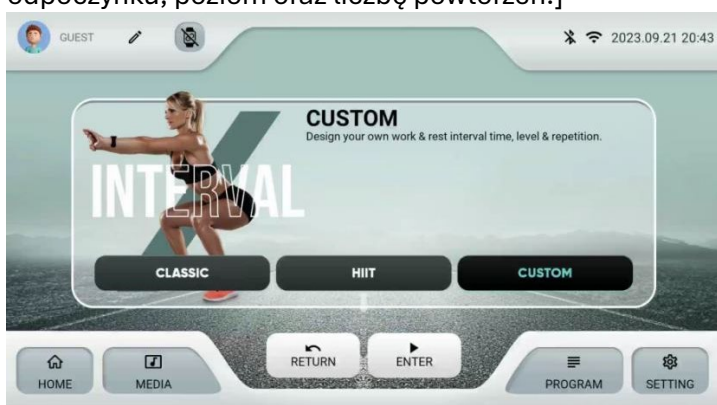 odpoczynku, poziom oraz liczbę powtórzeń.]
GUEST
2023.09.21 20:43
CUSTOM
Design your own work & rest interval time, level & repetition.
INTERVAL
CLASSIC
HIIT
CUSTOM
RETURN
ENTER
HOME
MEDIA
PROGRAM
SETTING